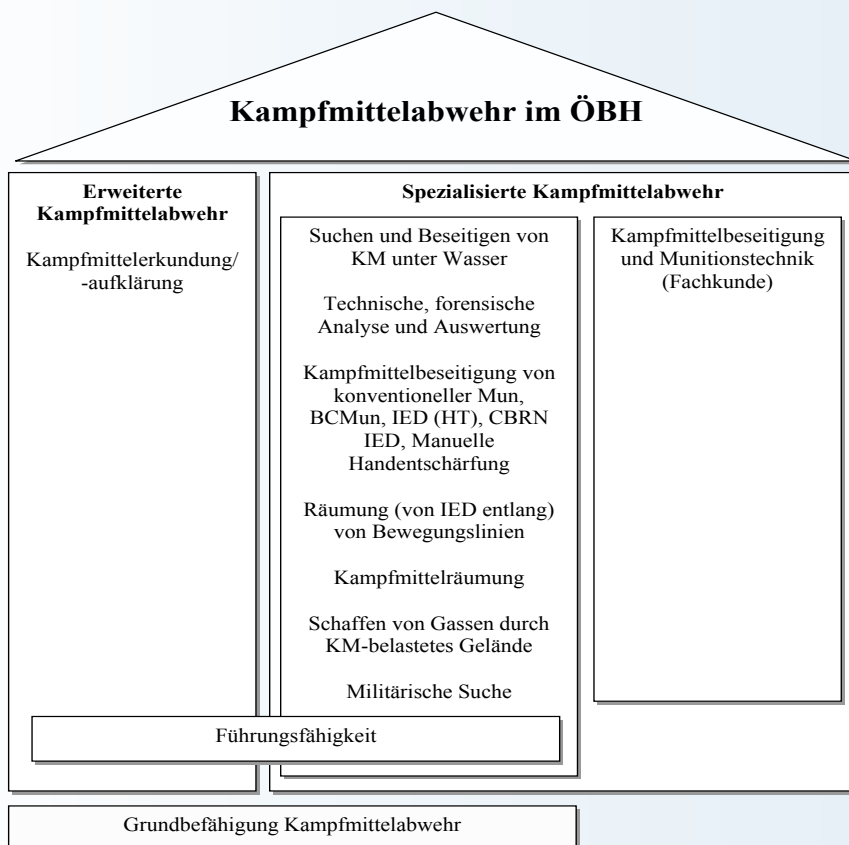 Kampfmittelabwehr im ÖBH
Erweiterte
Kampfmittelabwehr
Kampfmittelerkundung/
-aufklärung
Spezialisierte Kampfmittelabwehr
Suchen und Beseitigen von
KM unter Wasser
Technische, forensische
Analyse und Auswertung
Kampfmittelbeseitigung von
konventioneller Mun,
BCMun, IED (HT), CBRN
IED, Manuelle
Handentschärfung
Räumung (von IED entlang)
von Bewegungslinien
Kampfmittelräumung
Schaffen von Gassen durch
KM-belastetes Gelände
Militärische Suche
Kampfmittelbeseitigung
und Munitionstechnik
(Fachkunde)
Führungsfähigkeit
Grundbefähigung Kampfmittelabwehr